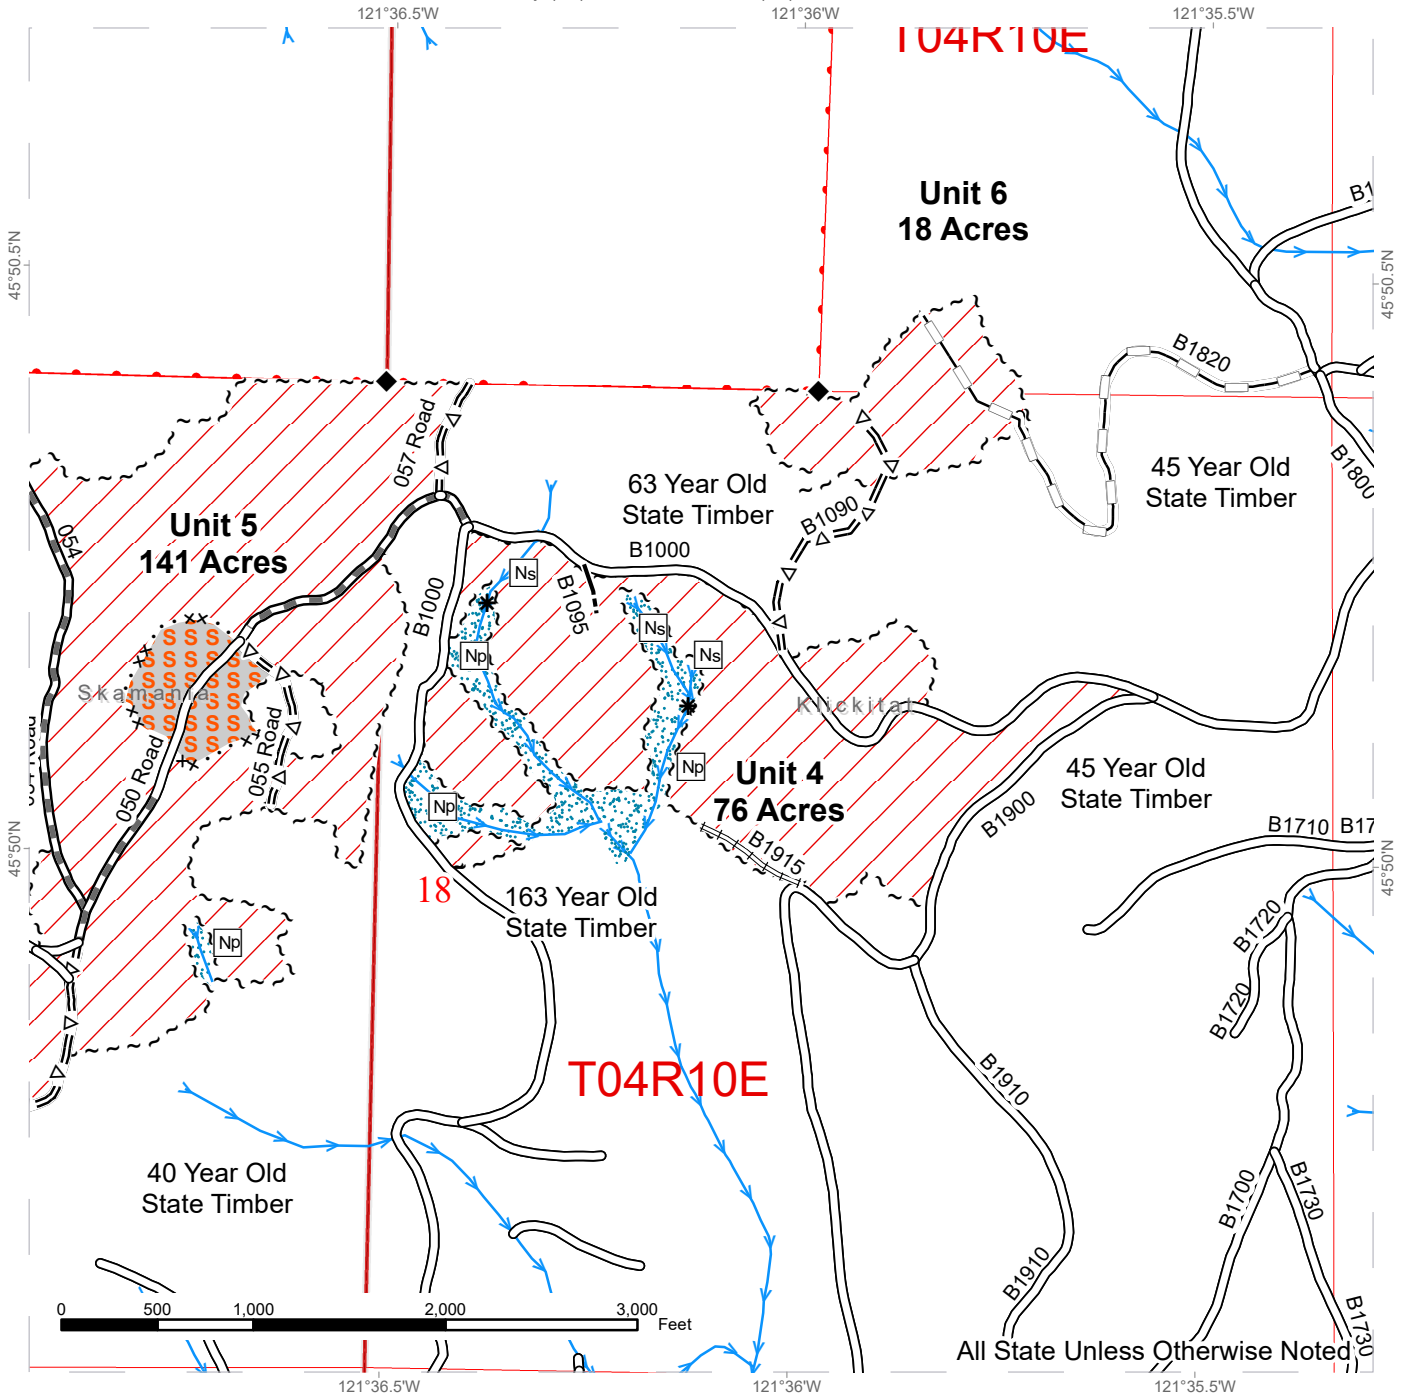 121°36.5'W
121°36'W
121°35.5'W
T04R10E
45°50.5'N
45°50.5'N
Unit 6
18 Acres
B1
B1820
057 Road
63 Year Old
State Timber
45 Year Old
State Timber
B1800
B1090
054
Unit 5
141 Acres
B1000
B1000
B1095
Ns
Ns
Ns
Np
Skamania
Klickitat
050 Road
055 Road
Np
Np
Unit 4
76 Acres
45 Year Old
State Timber
B1900
B1710
B17
45°50'N
45°50'N
B1915
18
163 Year Old
State Timber
Np
B1720
B1720
T04R10E
B1910
40 Year Old
State Timber
B1700
B1730
B1910
B1730
0
500
1,000
2,000
3,000
Feet
All State Unless Otherwise Noted
121°36.5'W
121°36'W
121°35.5'W